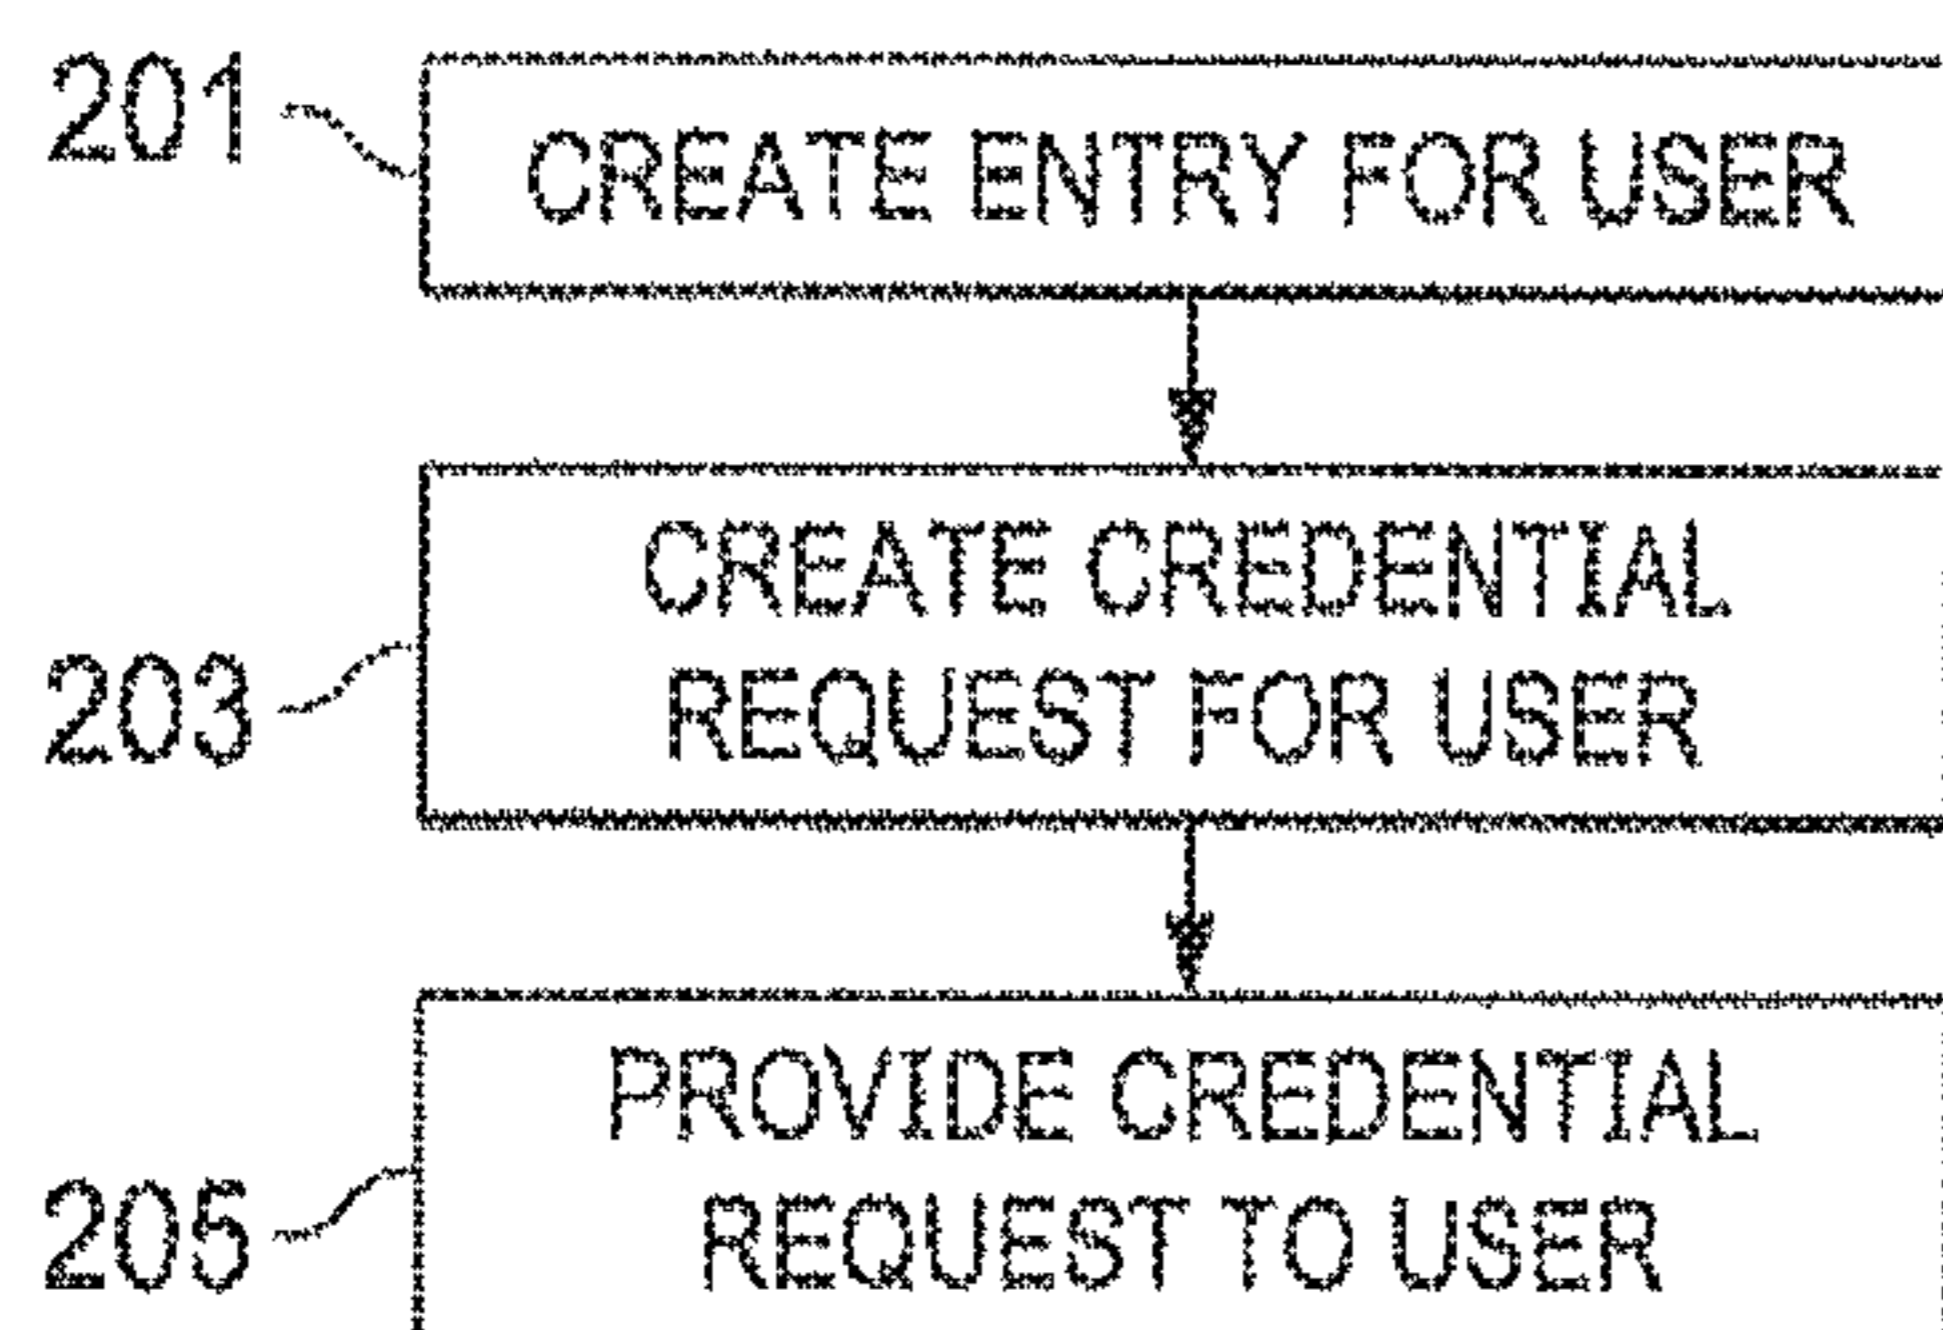 201
CREATE ENTRY FOR USER
CREATE CREDENTIAL
203
REQUEST FOR USER
PROVIDE CREDENTIAL
205
REQUEST TO USER